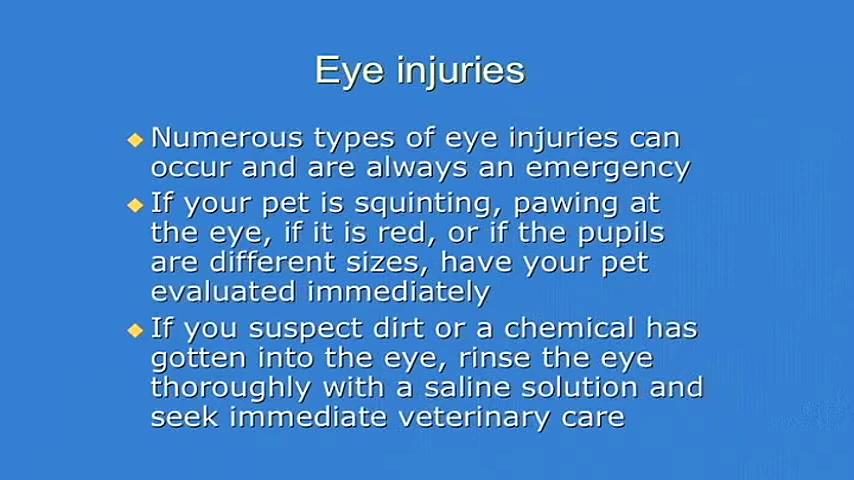 Eye injuries
Numerous types of eye injuries can
occur and are always an emergency
If your pet is squinting, pawing at
the eye, if it is red, or if the pupils
are different sizes, have your pet
evaluated immediately
If you suspect dirt or a chemical has
gotten into the eye, rinse the eye
thoroughly with a saline solution and
seek immediate veterinary care